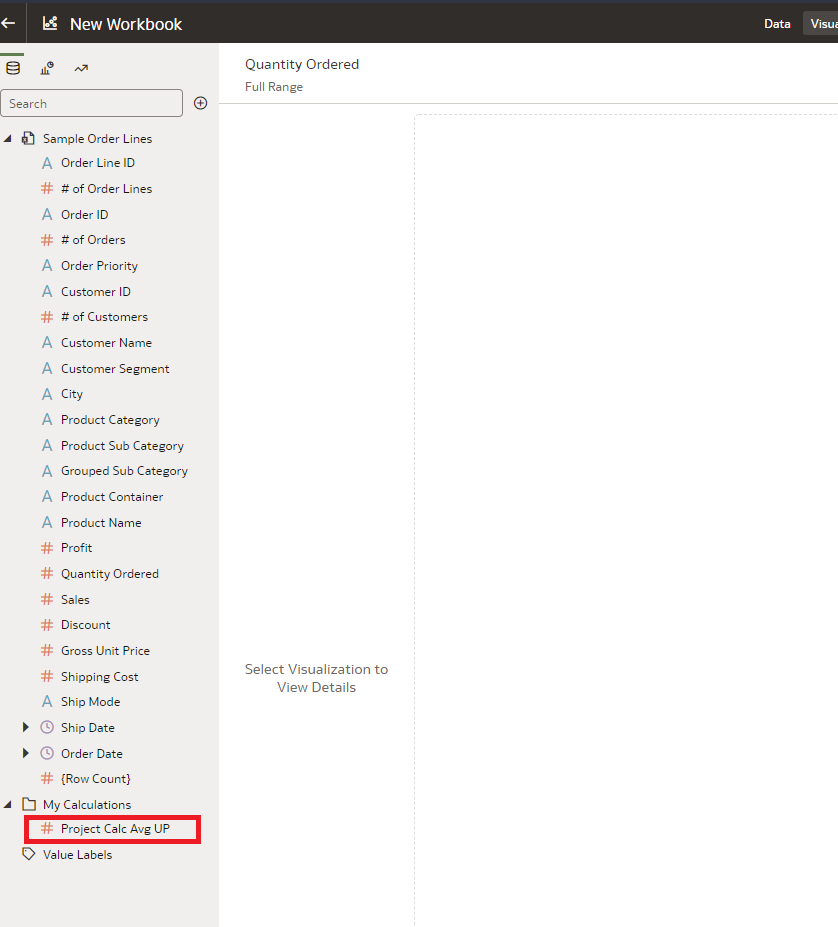 New Workbook
Data
Visua
Search
Sample Order Lines
A Order Line ID
# # of Order Lines
A Order ID
# # of Orders
A Order Priority
A Customer ID
# # of Customers
A Customer Name
A Customer Segment
A City
A Product Category
A Product Sub Category
A Grouped Sub Category
A Product Container
A Product Name
# Profit
# Quantity Ordered
# Sales
# Discount
# Gross Unit Price
# Shipping Cost
A Ship Mode
Ship Date
Order Date
# {Row Count}
My Calculations
# Project Calc Avg UP
Value Labels
Quantity Ordered
Full Range
Select Visualization to
View Details